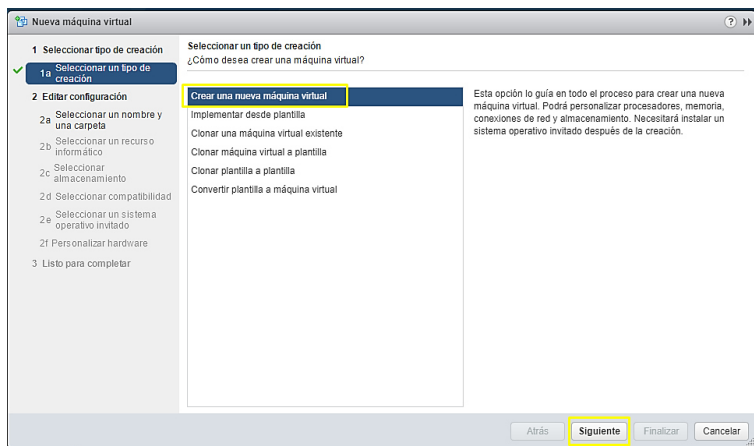 Nueva máquina virtual
1 Seleccionar tipo de creación
1a Seleccionar un tipo de
creación
2 Editar configuración
2a Seleccionar un nombre y
una carpeta
2b Seleccionar un recurso
informático
2c Seleccionar
almacenamiento
2d Seleccionar compatibilidad
2e Seleccionar un sistema
operativo invitado
2f Personalizar hardware
3 Listo para completar
Seleccionar un tipo de creación
¿Cómo desea crear una máquina virtual?
Crear una nueva máquina virtual
Implementar desde plantilla
Clonar una máquina virtual existente
Clonar máquina virtual a plantilla
Clonar plantilla a plantilla
Convertir plantilla a máquina virtual
Esta opción lo guía en todo el proceso para crear una nueva
máquina virtual. Podrá personalizar procesadores, memoria,
conexiones de red y almacenamiento. Necesitará instalar un
sistema operativo invitado después de la creación.
Atrás Siguiente Finalizar Cancelar